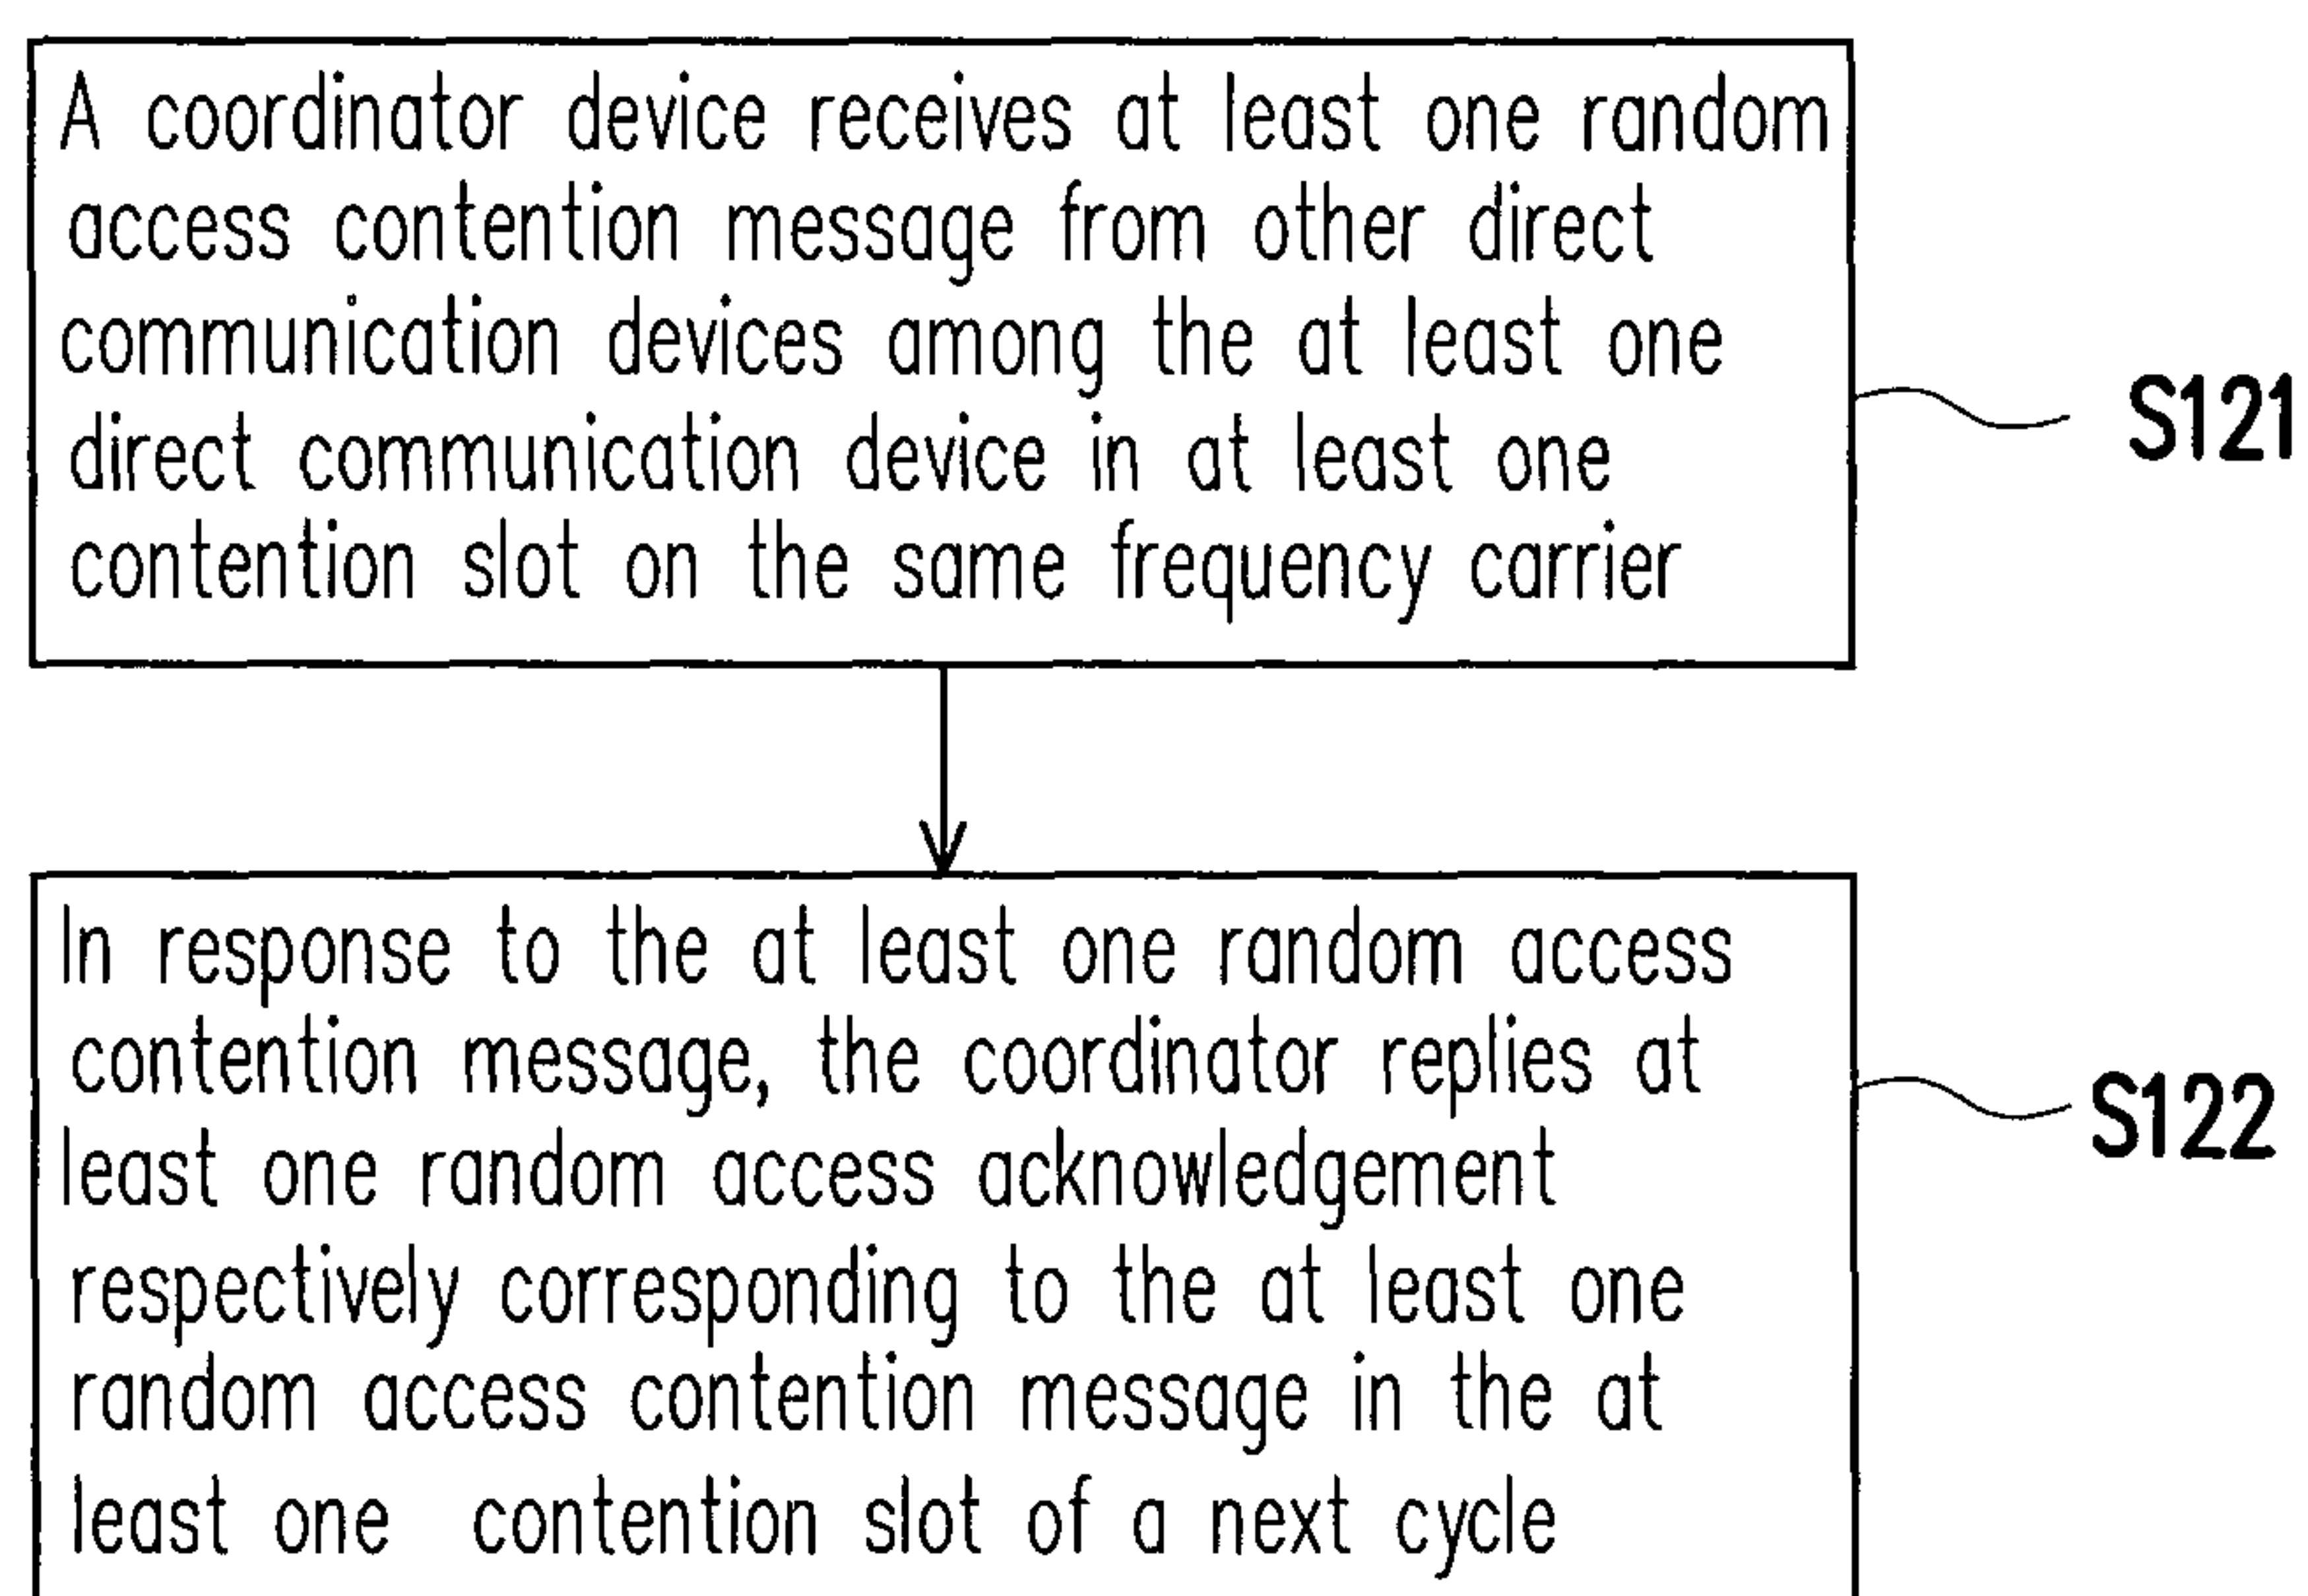 A coordinator device receives at least one random
access contention message from other direct
communication devices among the at least one
direct communication device in at least one
contention slot on the same frequency carrier
S121
In response to the at least one random access
contention message, the coordinator replies at
least one random access acknowledgement
respectively corresponding to the at least one
random access contention message in the at
least one contention slot of a next cycle
S122